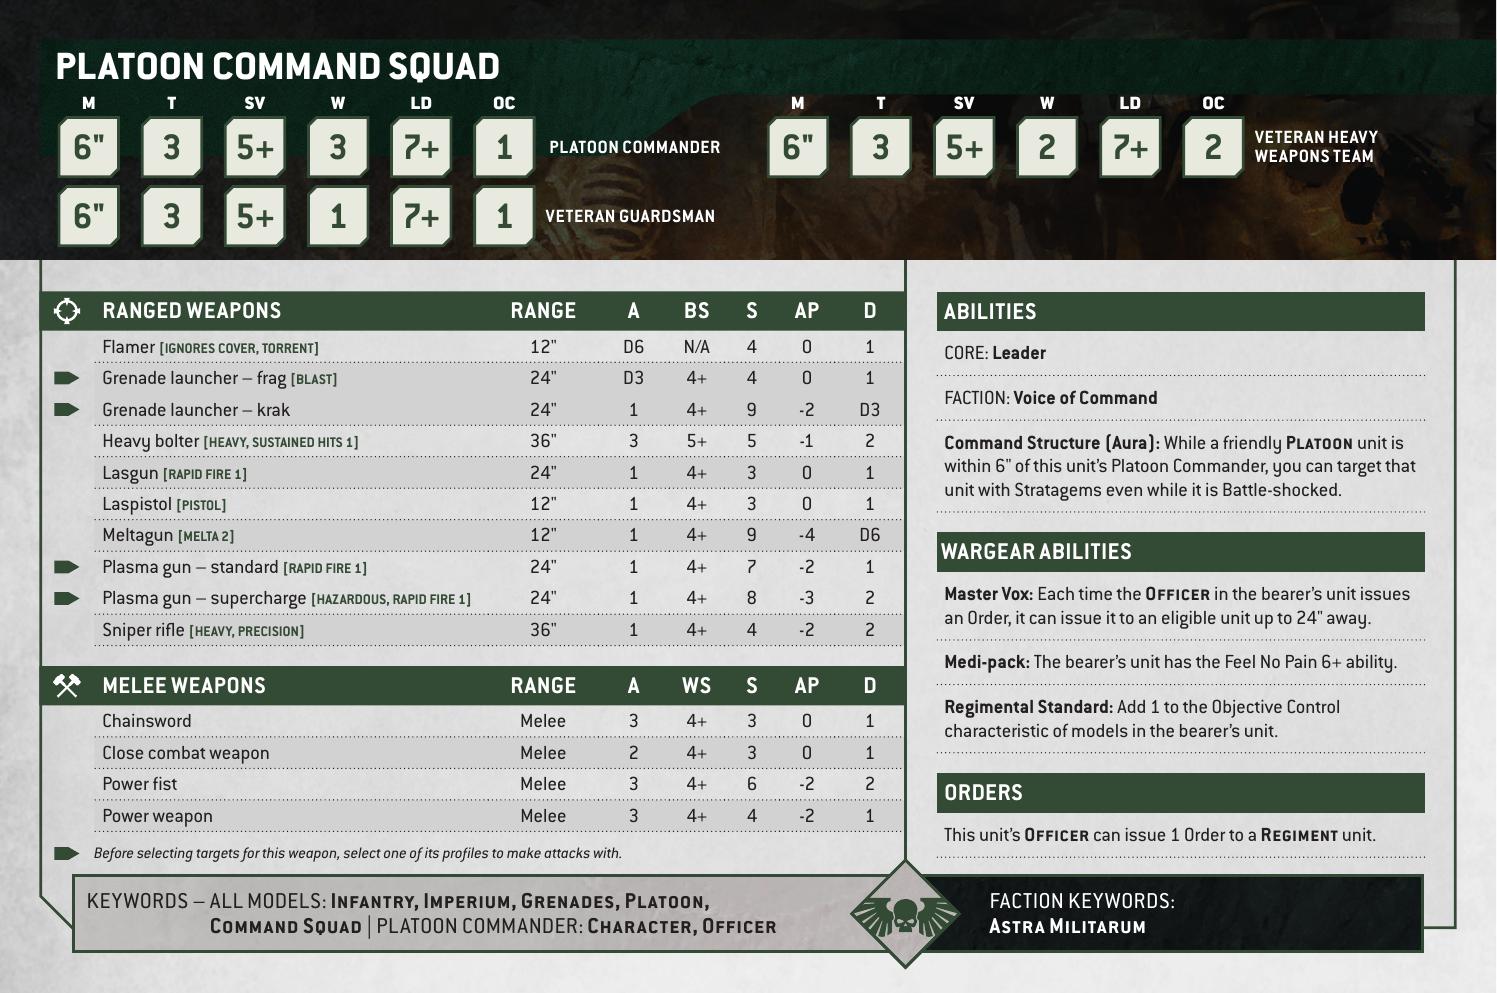 PLATOON COMMAND SQUAD
M T SV W LD OC
6" 3 5+ 3 7+ 1 PLATOON COMMANDER
6" 3 5+ 1 7+ 1 VETERAN GUARDSMAN
M T SV W LD OC
6" 3 5+ 2 7+ 2 VETERAN HEAVY
WEAPONS TEAM
RANGED WEAPONS RANGE A BS S AP D
Flamer [IGNORES COVER, TORRENT] 12" D6 N/A 4 0 1
Grenade launcher – frag [BLAST] 24" D3 4+ 4 0 1
Grenade launcher – krak 24" 1 4+ 9 -2 D3
Heavy bolter [HEAVY, SUSTAINED HITS 1] 36" 3 5+ 5 -1 2
Lasgun [RAPID FIRE 1] 24" 1 4+ 3 0 1
Laspistol [PISTOL] 12" 1 4+ 3 0 1
Meltagun [MELTA 2] 12" 1 4+ 9 -4 D6
Plasma gun – standard [RAPID FIRE 1] 24" 1 4+ 7 -2 1
Plasma gun – supercharge [HAZARDOUS, RAPID FIRE 1] 24" 1 4+ 8 -3 2
Sniper rifle [HEAVY, PRECISION] 36" 1 4+ 4 -2 2
MELEE WEAPONS RANGE A WS S AP D
Chainsword Melee 3 4+ 3 0 1
Close combat weapon Melee 2 4+ 3 0 1
Power fist Melee 3 4+ 6 -2 2
Power weapon Melee 3 4+ 4 -2 1
Before selecting targets for this weapon, select one of its profiles to make attacks with.
ABILITIES
CORE: Leader
FACTION: Voice of Command
Command Structure (Aura): While a friendly PLATOON unit is
within 6" of this unit's Platoon Commander, you can target that
unit with Stratagems even while it is Battle-shocked.
WARGEAR ABILITIES
Master Vox: Each time the OFFICER in the bearer's unit issues
an Order, it can issue it to an eligible unit up to 24" away.
Medi-pack: The bearer's unit has the Feel No Pain 6+ ability.
Regimental Standard: Add 1 to the Objective Control
characteristic of models in the bearer's unit.
ORDERS
This unit's OFFICER can issue 1 Order to a REGIMENT unit.
KEYWORDS – ALL MODELS: INFANTRY, IMPERIUM, GRENADES, PLATOON,
COMMAND SQUAD | PLATOON COMMANDER: CHARACTER, OFFICER
FACTION KEYWORDS:
ASTRA MILITARUM